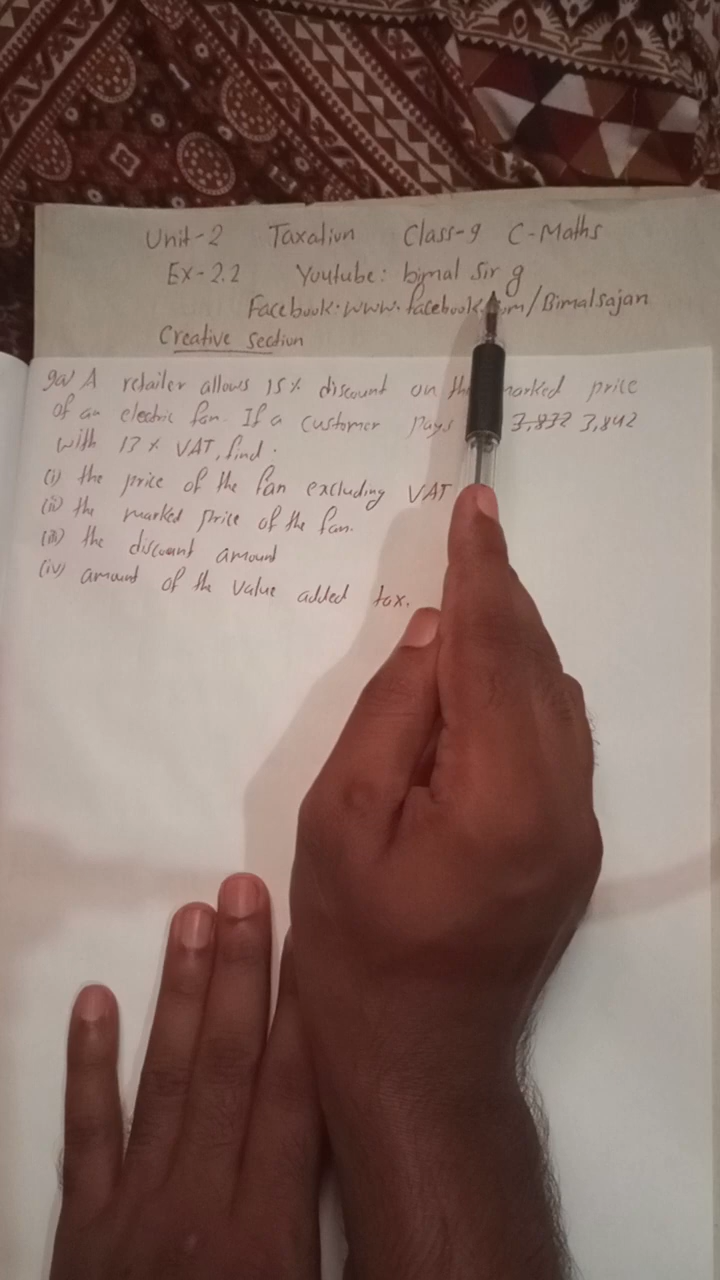 Unit-2 Taxation Class-9 C-Maths
Ex-2.2 Youtube: bimal sir g
Facebook: www.facebook.com/Bimalsajan
Creative section
9a) A retailer allows 15% discount on the marked price
of an electric fan. If a customer pays 3,832 3,842
with 13% VAT, find.
(i) the price of the fan excluding VAT
(ii) the marked price of the fan.
(iii) the discount amount
(iv) amount of the value added tax.